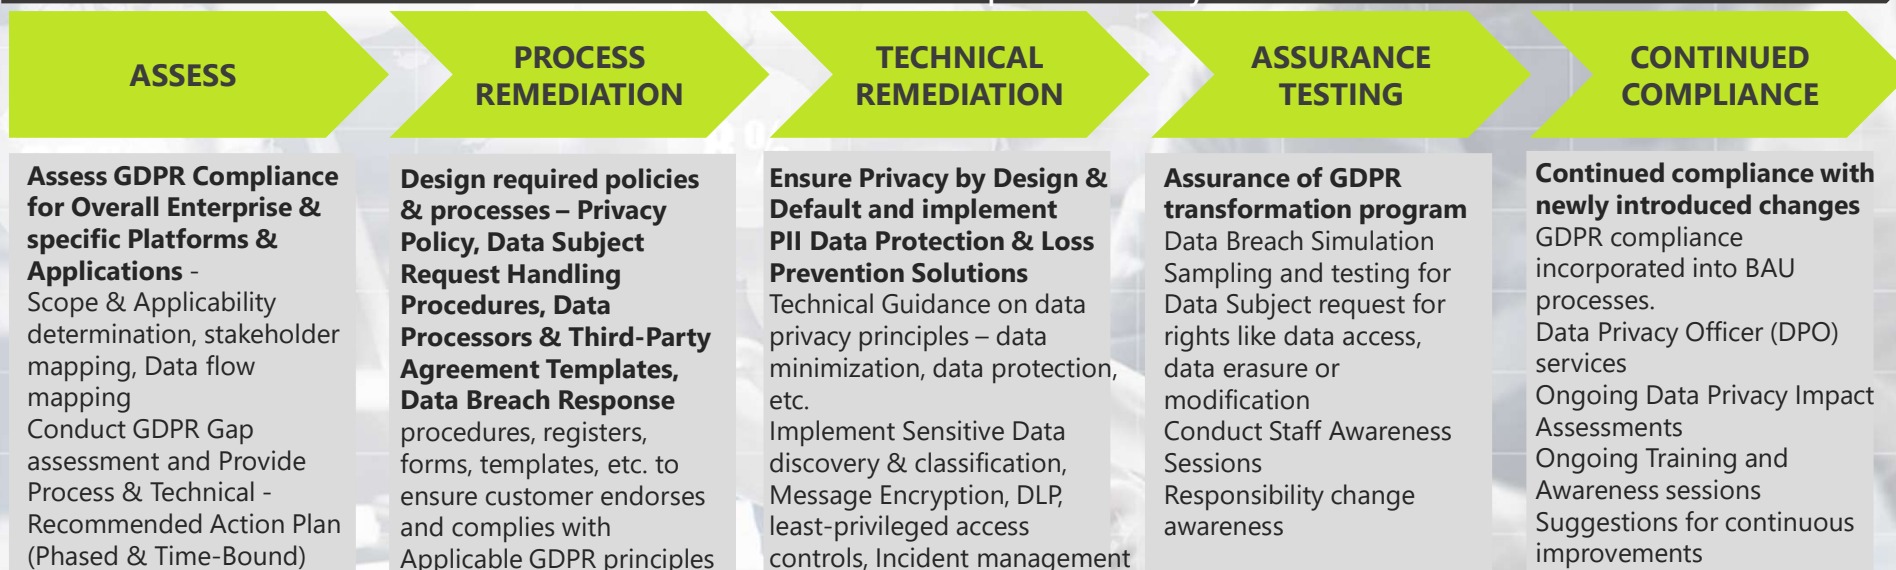 ASSESS
PROCESS
REMEDIATION
TECHNICAL
REMEDIATION
ASSURANCE
TESTING
CONTINUED
COMPLIANCE
Assess GDPR Compliance
for Overall Enterprise &
specific Platforms &
Applications -
Scope & Applicability
determination, stakeholder
mapping, Data flow
mapping
Conduct GDPR Gap
assessment and Provide
Process & Technical -
Recommended Action Plan
(Phased & Time-Bound)
Design required policies
& processes – Privacy
Policy, Data Subject
Request Handling
Procedures, Data
Processors & Third-Party
Agreement Templates,
Data Breach Response
procedures, registers,
forms, templates, etc. to
ensure customer endorses
and complies with
Applicable GDPR principles
Ensure Privacy by Design &
Default and implement
PII Data Protection & Loss
Prevention Solutions
Technical Guidance on data
privacy principles – data
minimization, data protection,
etc.
Implement Sensitive Data
discovery & classification,
Message Encryption, DLP,
least-privileged access
controls, Incident management
Assurance of GDPR
transformation program
Data Breach Simulation
Sampling and testing for
Data Subject request for
rights like data access,
data erasure or
modification
Conduct Staff Awareness
Sessions
Responsibility change
awareness
Continued compliance with
newly introduced changes
GDPR compliance
incorporated into BAU
processes.
Data Privacy Officer (DPO)
services
Ongoing Data Privacy Impact
Assessments
Ongoing Training and
Awareness sessions
Suggestions for continuous
improvements